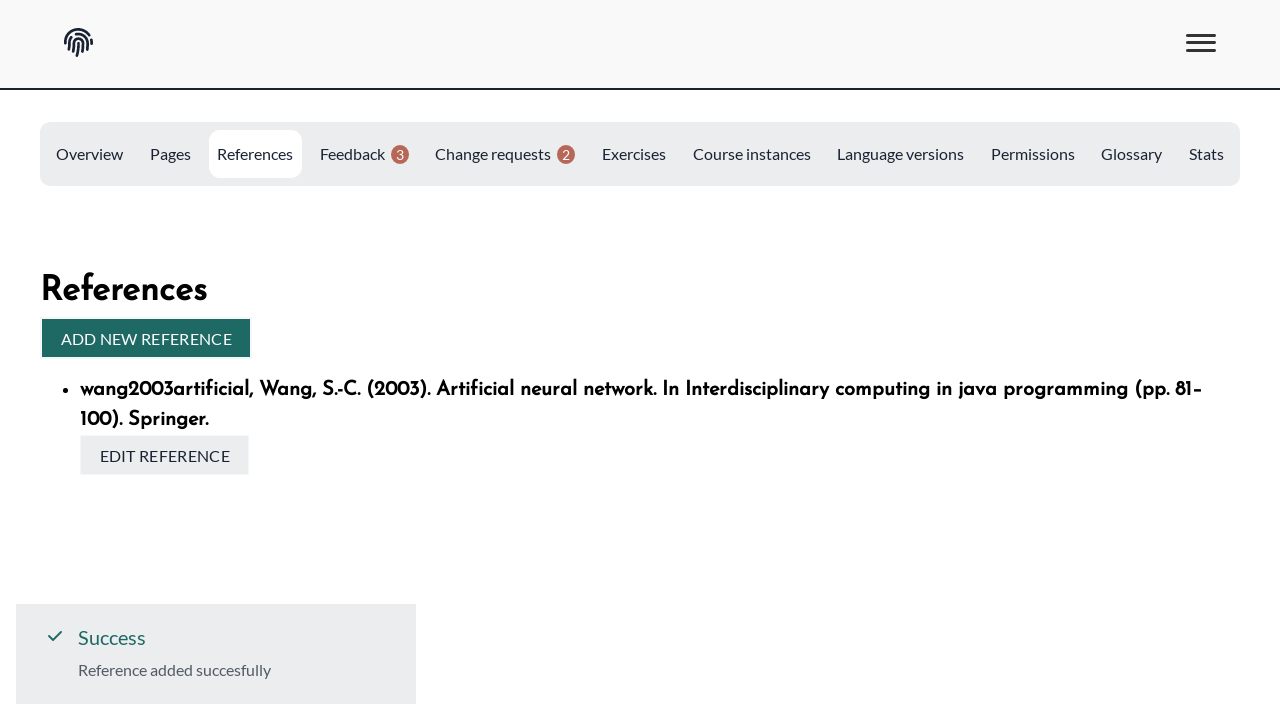 Overview Pages References Feedback 3 Change requests 2 Exercises Course instances Language versions Permissions Glossary Stats
References
ADD NEW REFERENCE
wang2003artificial, Wang, S.-C. (2003). Artificial neural network. In Interdisciplinary computing in java programming (pp. 81–
100). Springer.
EDIT REFERENCE
Success
Reference added succesfully